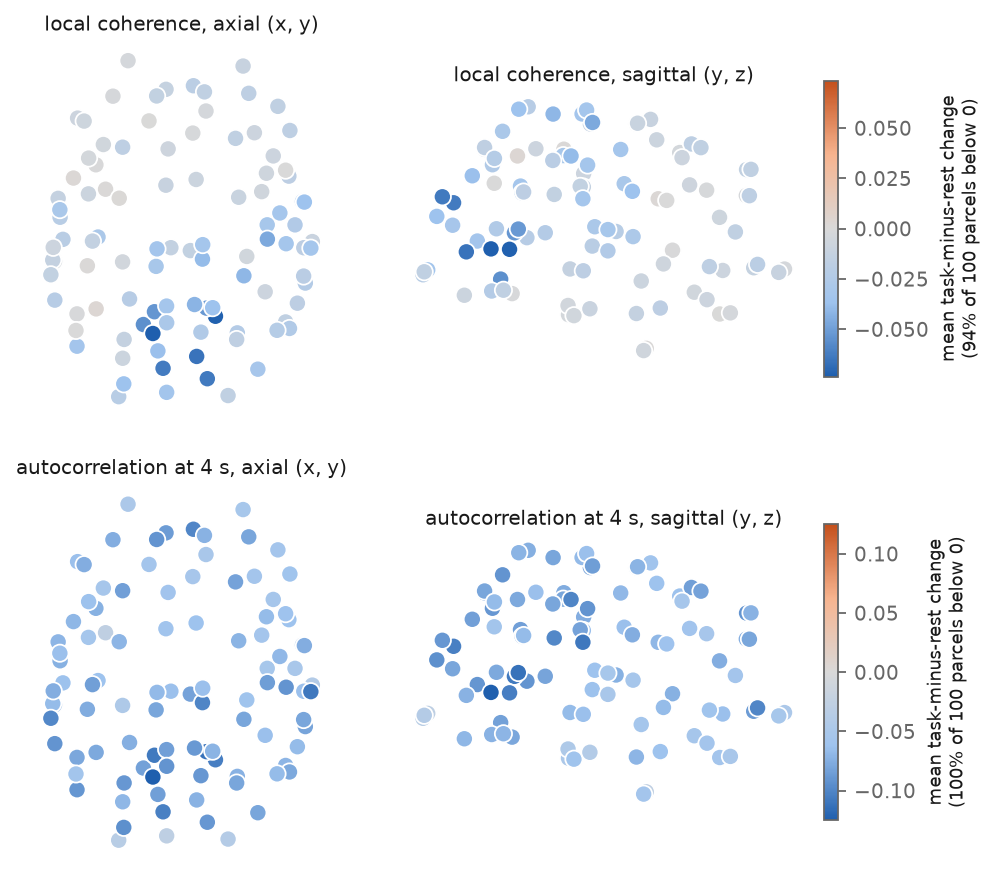 local coherence, axial (x, y)
local coherence, sagittal (y, z)
0.050
0.025
0.000
−0.025
−0.050
mean task-minus-rest change
(94% of 100 parcels below 0)
autocorrelation at 4 s, axial (x, y)
autocorrelation at 4 s, sagittal (y, z)
0.10
0.05
0.00
−0.05
−0.10
mean task-minus-rest change
(100% of 100 parcels below 0)